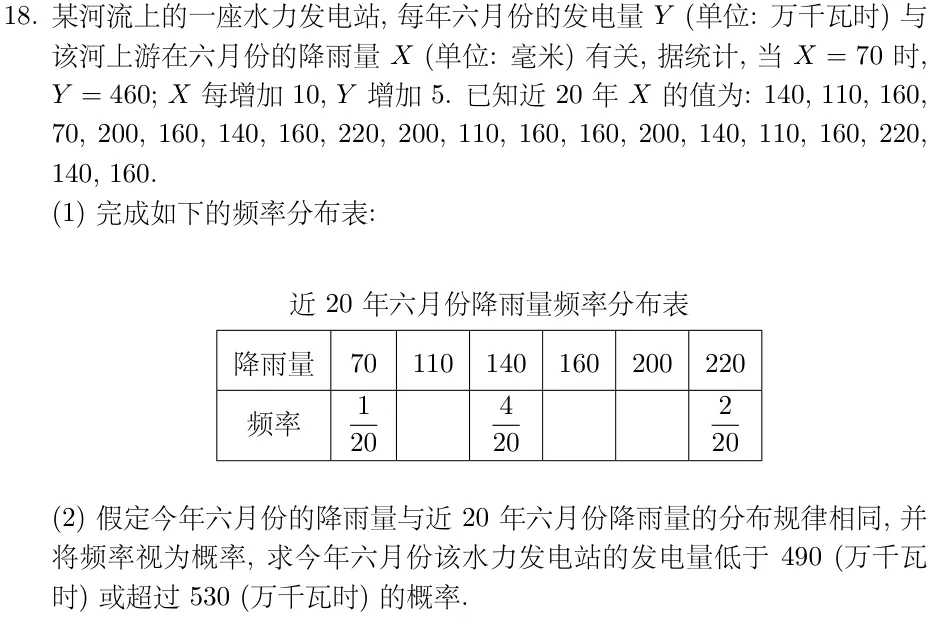 18. 某河流上的一座水力发电站, 每年六月份的发电量 Y (单位: 万千瓦时) 与
该河上游在六月份的降雨量 X (单位: 毫米) 有关, 据统计, 当 X = 70 时,
Y = 460; X 每增加 10, Y 增加 5. 已知近 20 年 X 的值为: 140, 110, 160,
70, 200, 160, 140, 160, 220, 200, 110, 160, 160, 200, 140, 110, 160, 220,
140, 160.
(1) 完成如下的频率分布表:
近 20 年六月份降雨量频率分布表
降雨量 70 110 140 160 200 220
频率 1/20 4/20 2/20
(2) 假定今年六月份的降雨量与近 20 年六月份降雨量的分布规律相同, 并
将频率视为概率, 求今年六月份该水力发电站的发电量低于 490 (万千瓦
时) 或超过 530 (万千瓦时) 的概率.